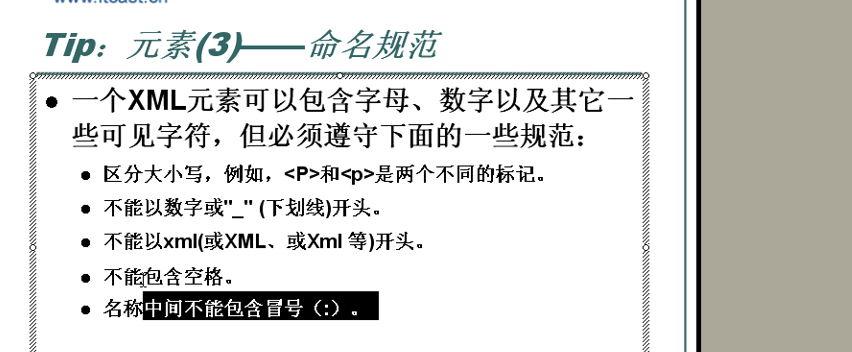 www.itcast.cn
Tip：元素(3)——命名规范
● 一个XML元素可以包含字母、数字以及其它一
些可见字符，但必须遵守下面的一些规范：
● 区分大小写，例如，<P>和<p>是两个不同的标记。
● 不能以数字或"_" (下划线)开头。
● 不能以xml(或XML、或Xml 等)开头。
● 不能包含空格。
● 名称中间不能包含冒号（:）。